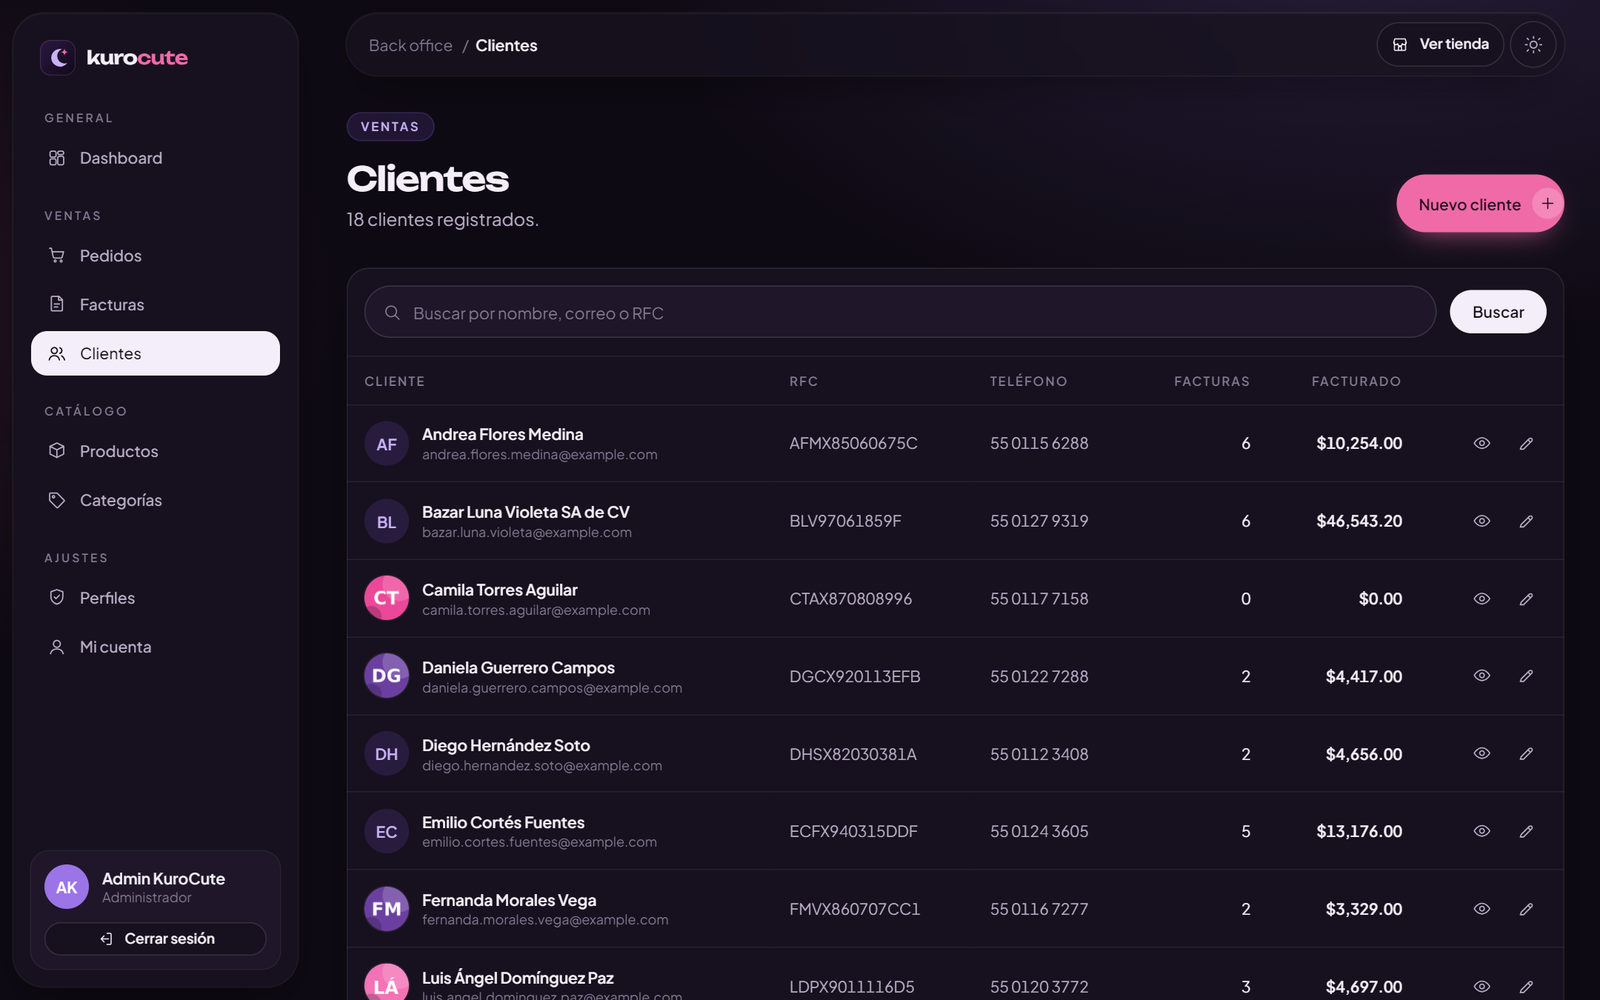 kurocute
GENERAL
Dashboard
VENTAS
Pedidos
Facturas
Clientes
CATÁLOGO
Productos
Categorías
AJUSTES
Perfiles
Mi cuenta
AK
Admin KuroCute
Administrador
Cerrar sesión
Back office / Clientes
Ver tienda
VENTAS
Clientes
18 clientes registrados.
Nuevo cliente
Buscar por nombre, correo o RFC
Buscar
CLIENTE RFC TELÉFONO FACTURAS FACTURADO
AF Andrea Flores Medina AFMX85060675C 55 0115 6288 6 $10,254.00
andrea.flores.medina@example.com
BL Bazar Luna Violeta SA de CV BLV97061859F 55 0127 9319 6 $46,543.20
bazar.luna.violeta@example.com
CT Camila Torres Aguilar CTAX870808996 55 0117 7158 0 $0.00
camila.torres.aguilar@example.com
DG Daniela Guerrero Campos DGCX920113EFB 55 0122 7288 2 $4,417.00
daniela.guerrero.campos@example.com
DH Diego Hernández Soto DHSX82030381A 55 0112 3408 2 $4,656.00
diego.hernandez.soto@example.com
EC Emilio Cortés Fuentes ECFX940315DDF 55 0124 3605 5 $13,176.00
emilio.cortes.fuentes@example.com
FM Fernanda Morales Vega FMVX860707CC1 55 0116 7277 2 $3,329.00
fernanda.morales.vega@example.com
LÁ Luis Ángel Domínguez Paz LDPX9011116D5 55 0120 3772 3 $4,697.00
luis.angel.dominguez.paz@example.com